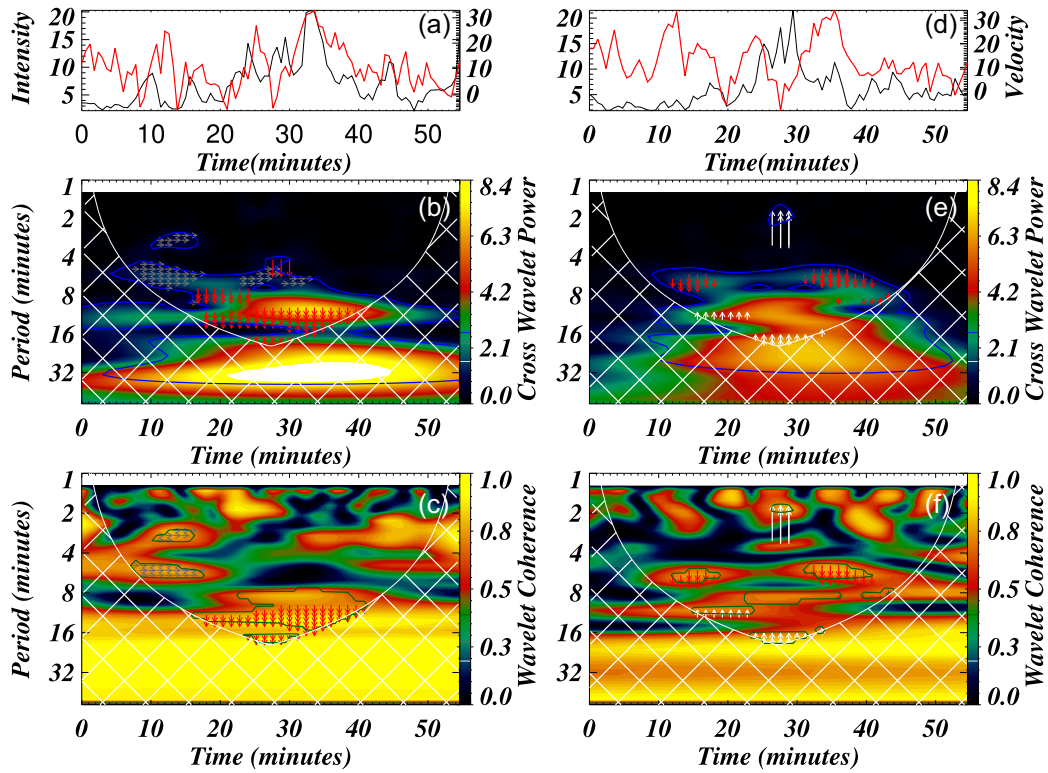 (a)
Intensity
20
15
10
5
30
20
10
0
0 10 20 30 40 50
Time(minutes)
(d)
20
15
10
5
30
20
10
0
Velocity
0 10 20 30 40 50
Time(minutes)
(b)
Period (minutes)
1
2
4
8
16
32
8.4
6.3
4.2
2.1
0.0
Cross Wavelet Power
0 10 20 30 40 50
Time (minutes)
(e)
1
2
4
8
16
32
8.4
6.3
4.2
2.1
0.0
Cross Wavelet Power
0 10 20 30 40 50
Time (minutes)
(c)
Period (minutes)
1
2
4
8
16
32
1.0
0.8
0.5
0.3
0.0
Wavelet Coherence
0 10 20 30 40 50
Time (minutes)
(f)
1
2
4
8
16
32
1.0
0.8
0.5
0.3
0.0
Wavelet Coherence
0 10 20 30 40 50
Time (minutes)